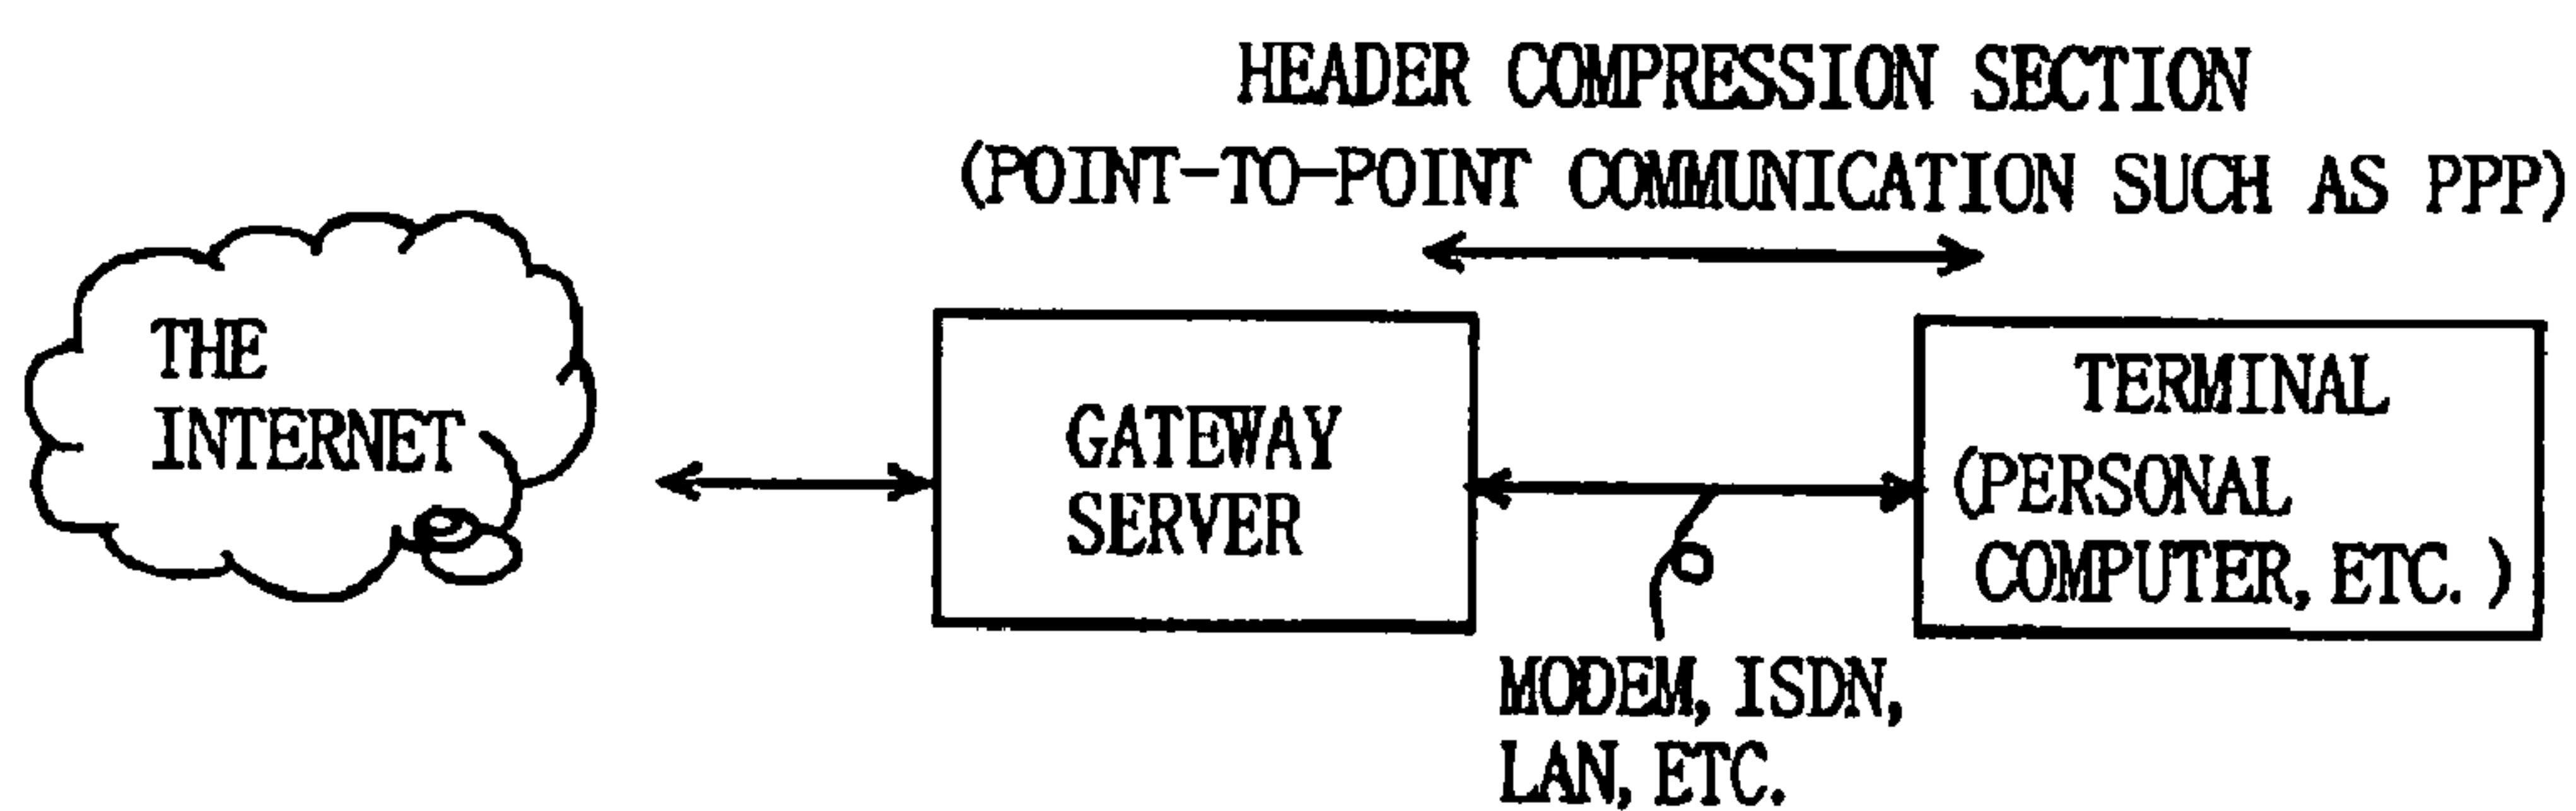 HEADER COMPRESSION SECTION
(POINT-TO-POINT COMMUNICATION SUCH AS PPP)
THE
INTERNET
GATEWAY
SERVER
TERMINAL
(PERSONAL
COMPUTER, ETC. )
MODEM, ISDN,
LAN, ETC.